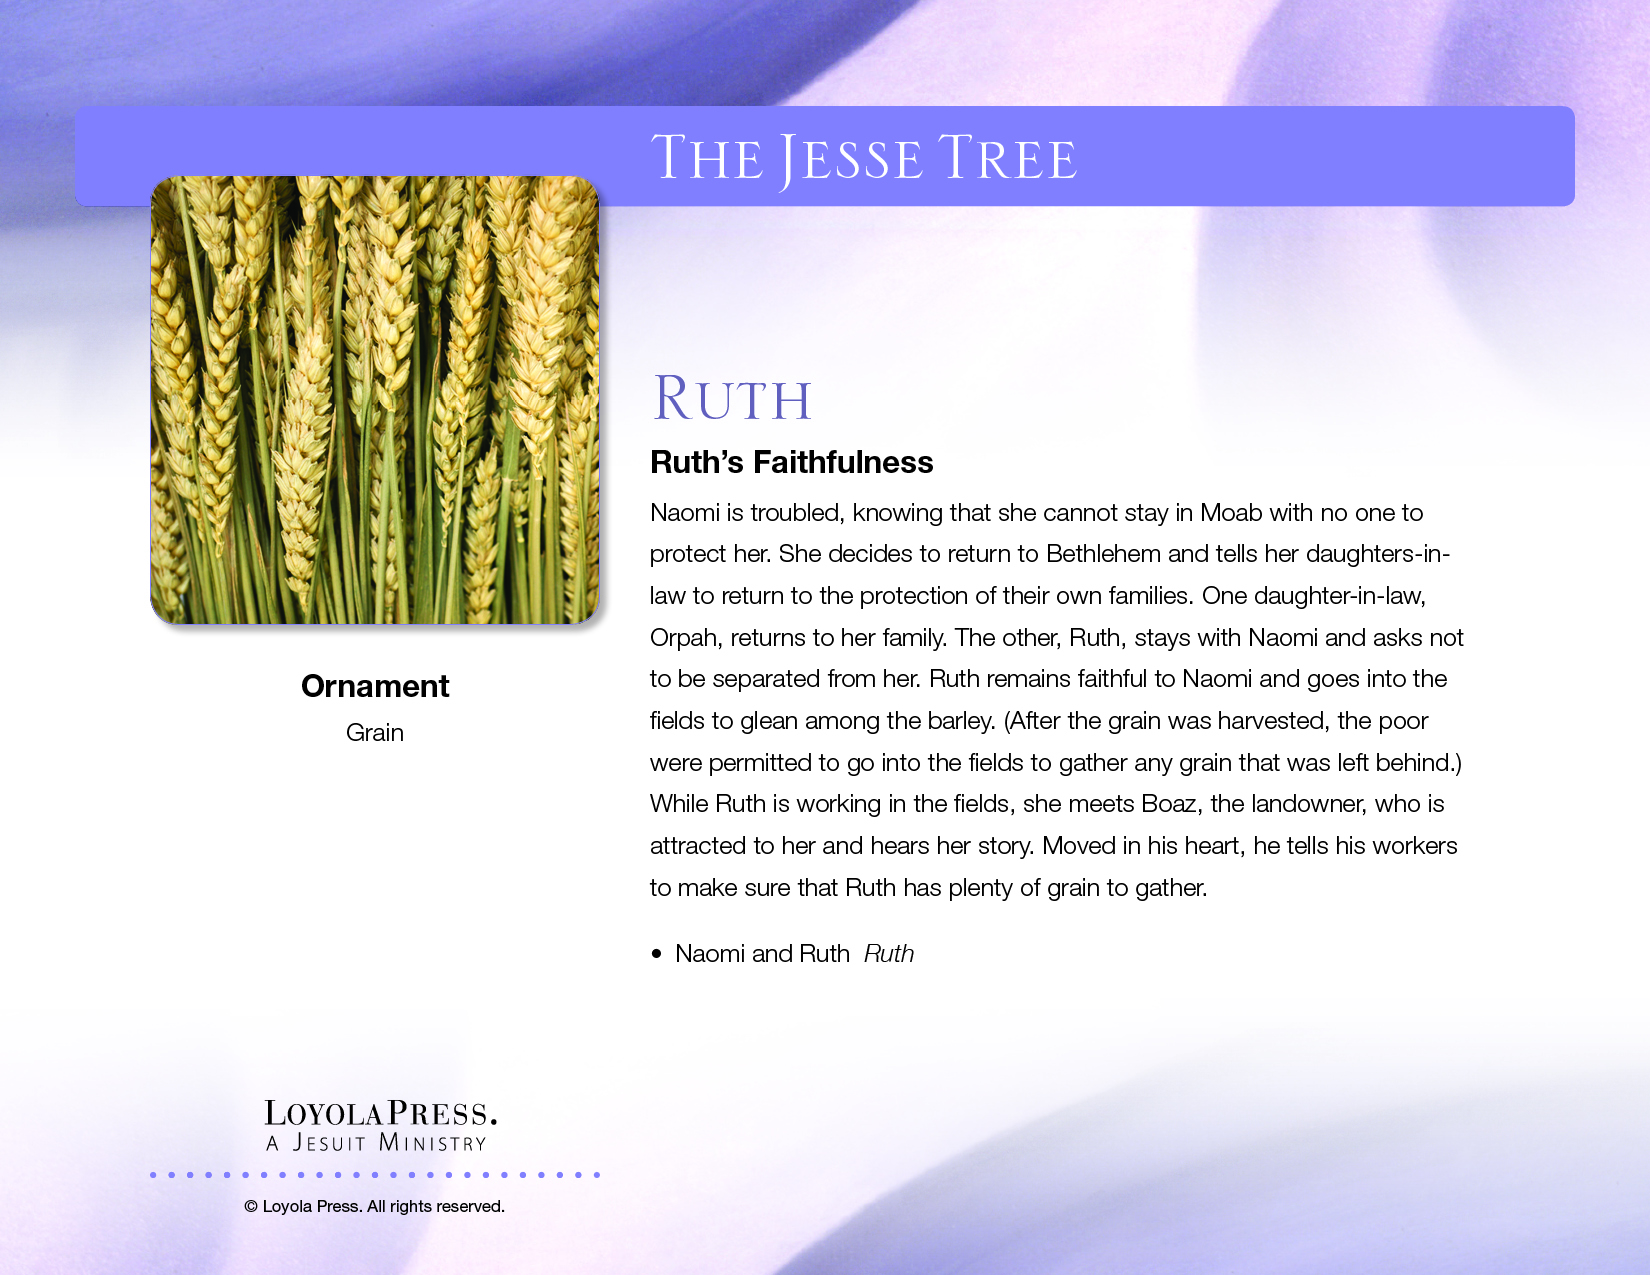 The Jesse Tree
Ruth
Ruth’s Faithfulness
Naomi is troubled, knowing that she cannot stay in Moab with no one to
protect her. She decides to return to Bethlehem and tells her daughters-in-
law to return to the protection of their own families. One daughter-in-law,
Orpah, returns to her family. The other, Ruth, stays with Naomi and asks not
to be separated from her. Ruth remains faithful to Naomi and goes into the
fields to glean among the barley. (After the grain was harvested, the poor
were permitted to go into the fields to gather any grain that was left behind.)
While Ruth is working in the fields, she meets Boaz, the landowner, who is
attracted to her and hears her story. Moved in his heart, he tells his workers
to make sure that Ruth has plenty of grain to gather.
• Naomi and Ruth Ruth
Ornament
Grain
LoyolaPress.
A Jesuit Ministry
© Loyola Press. All rights reserved.